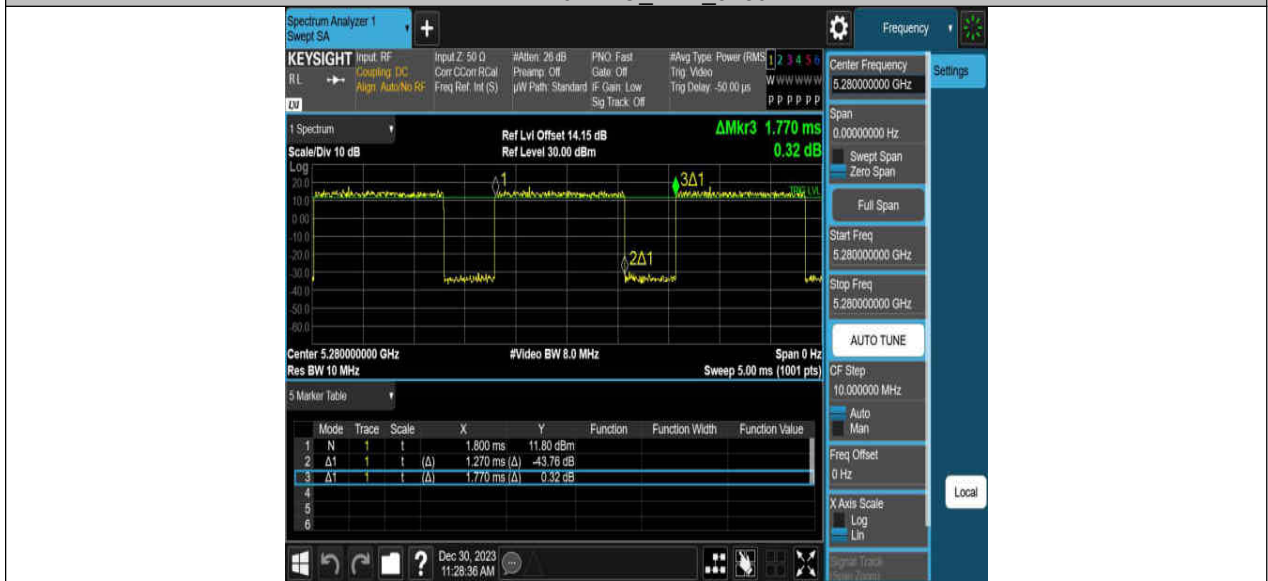 Spectrum Analyzer 1
Swept SA
+
Frequency
KEYSIGHT
RL
LXI
Input: RF
Coupling: DC
Align: Auto/No RF
Input Z: 50 Ω
Corr CCorr RCal
Freq Ref: Int (S)
#Atten: 26 dB
Preamp: Off
µW Path: Standard
PNO: Fast
Gate: Off
IF Gain: Low
Sig Track: Off
#Avg Type: Power (RMS
Trig: Video
Trig Delay: -50.00 µs
1 2 3 4 5 6
W W W W W W
P P P P P P
1 Spectrum
Scale/Div 10 dB
Ref Lvl Offset 14.15 dB
Ref Level 30.00 dBm
ΔMkr3 1.770 ms
0.32 dB
Log
20.0
10.0
0.00
-10.0
-20.0
-30.0
-40.0
-50.0
-60.0
1
2Δ1
3Δ1
TRIG LVL
Center 5.280000000 GHz
Res BW 10 MHz
#Video BW 8.0 MHz
Span 0 Hz
Sweep 5.00 ms (1001 pts)
5 Marker Table
Mode Trace Scale X Y Function Function Width Function Value
1 N 1 t 1.800 ms 11.80 dBm
2 Δ1 1 t (Δ) 1.270 ms (Δ) -43.76 dB
3 Δ1 1 t (Δ) 1.770 ms (Δ) 0.32 dB
4
5
6
?
Dec 30, 2023
11:28:36 AM
Center Frequency
5.280000000 GHz
Settings
Span
0.00000000 Hz
Swept Span
Zero Span
Full Span
Start Freq
5.280000000 GHz
Stop Freq
5.280000000 GHz
AUTO TUNE
CF Step
10.000000 MHz
Auto
Man
Freq Offset
0 Hz
X Axis Scale
Log
Lin
Signal Track
(Span Zoom)
Local